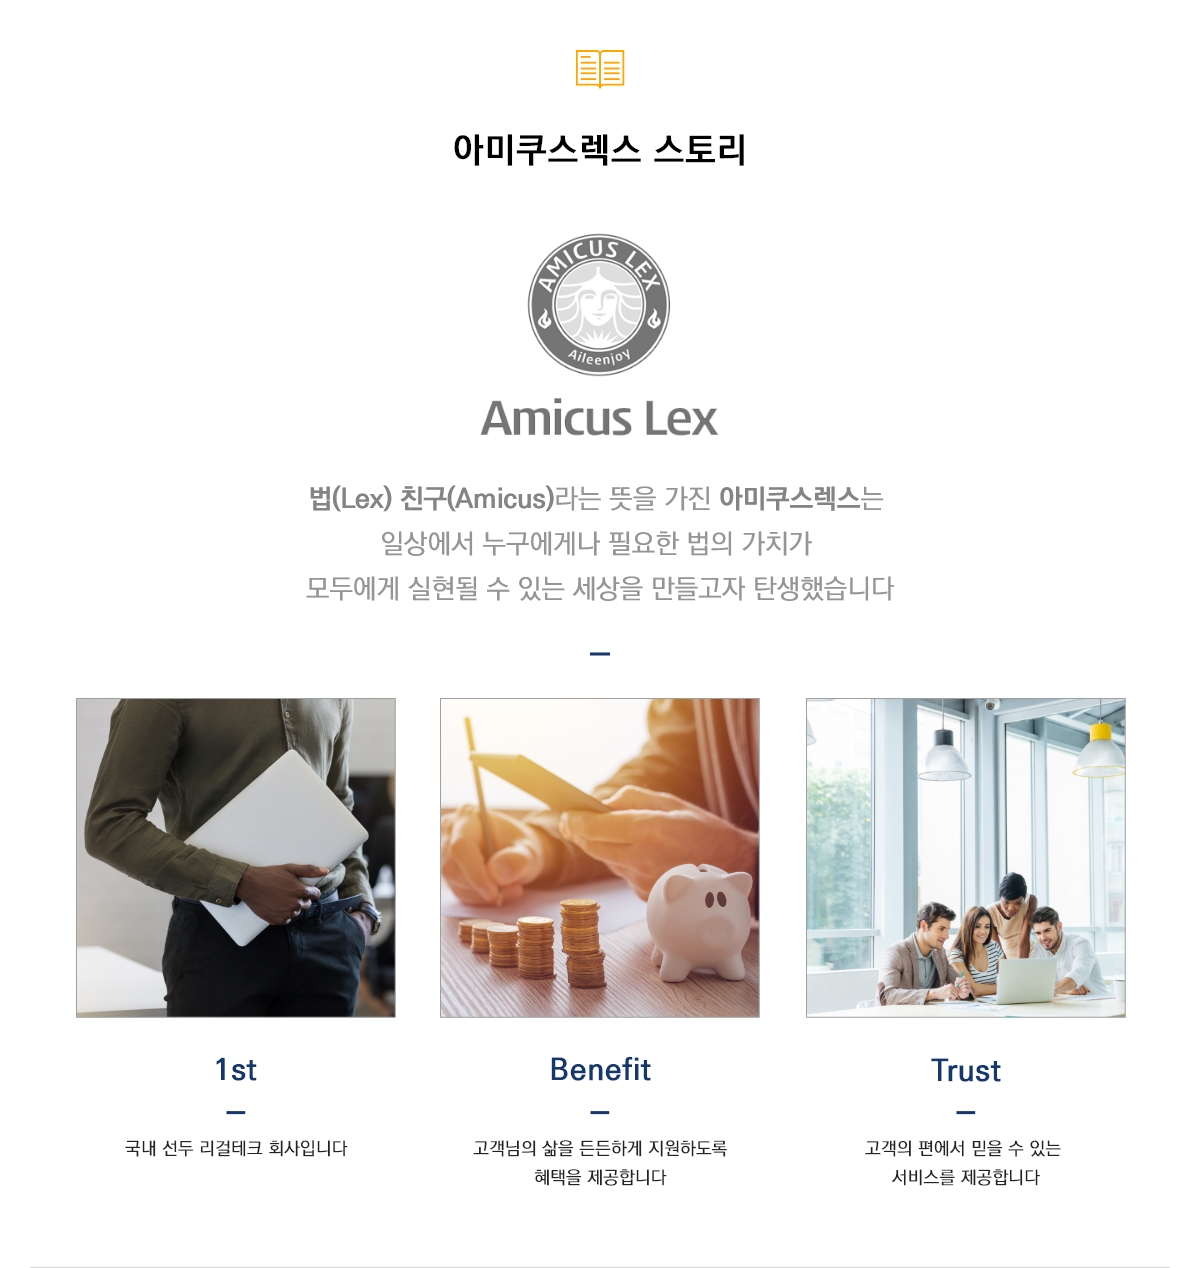 아미쿠스렉스 스토리
AMICUS LEX
Aileenjoy
Amicus Lex
법(Lex) 친구(Amicus)라는 뜻을 가진 아미쿠스렉스는
일상에서 누구에게나 필요한 법의 가치가
모두에게 실현될 수 있는 세상을 만들고자 탄생했습니다
1st
국내 선두 리걸테크 회사입니다
Benefit
고객님의 삶을 든든하게 지원하도록
혜택을 제공합니다
Trust
고객의 편에서 믿을 수 있는
서비스를 제공합니다